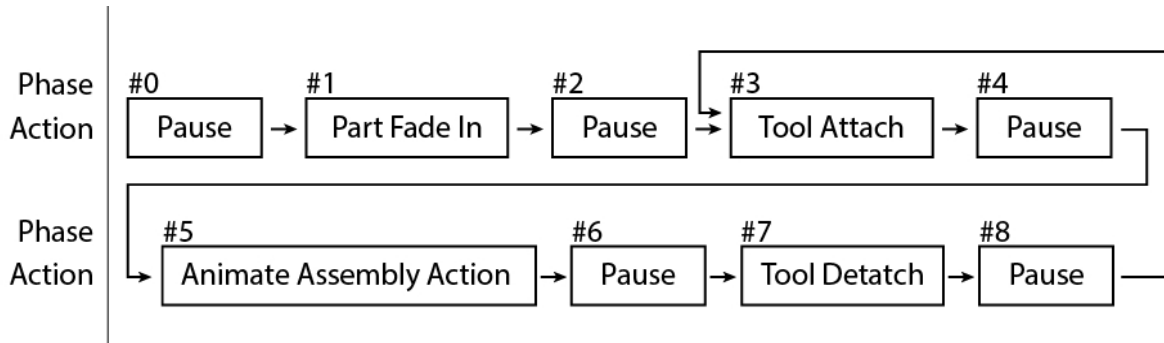 Phase #0 #1 #2 #3 #4
Action Pause Part Fade In Pause Tool Attach Pause
Phase #5 #6 #7 #8
Action Animate Assembly Action Pause Tool Detatch Pause